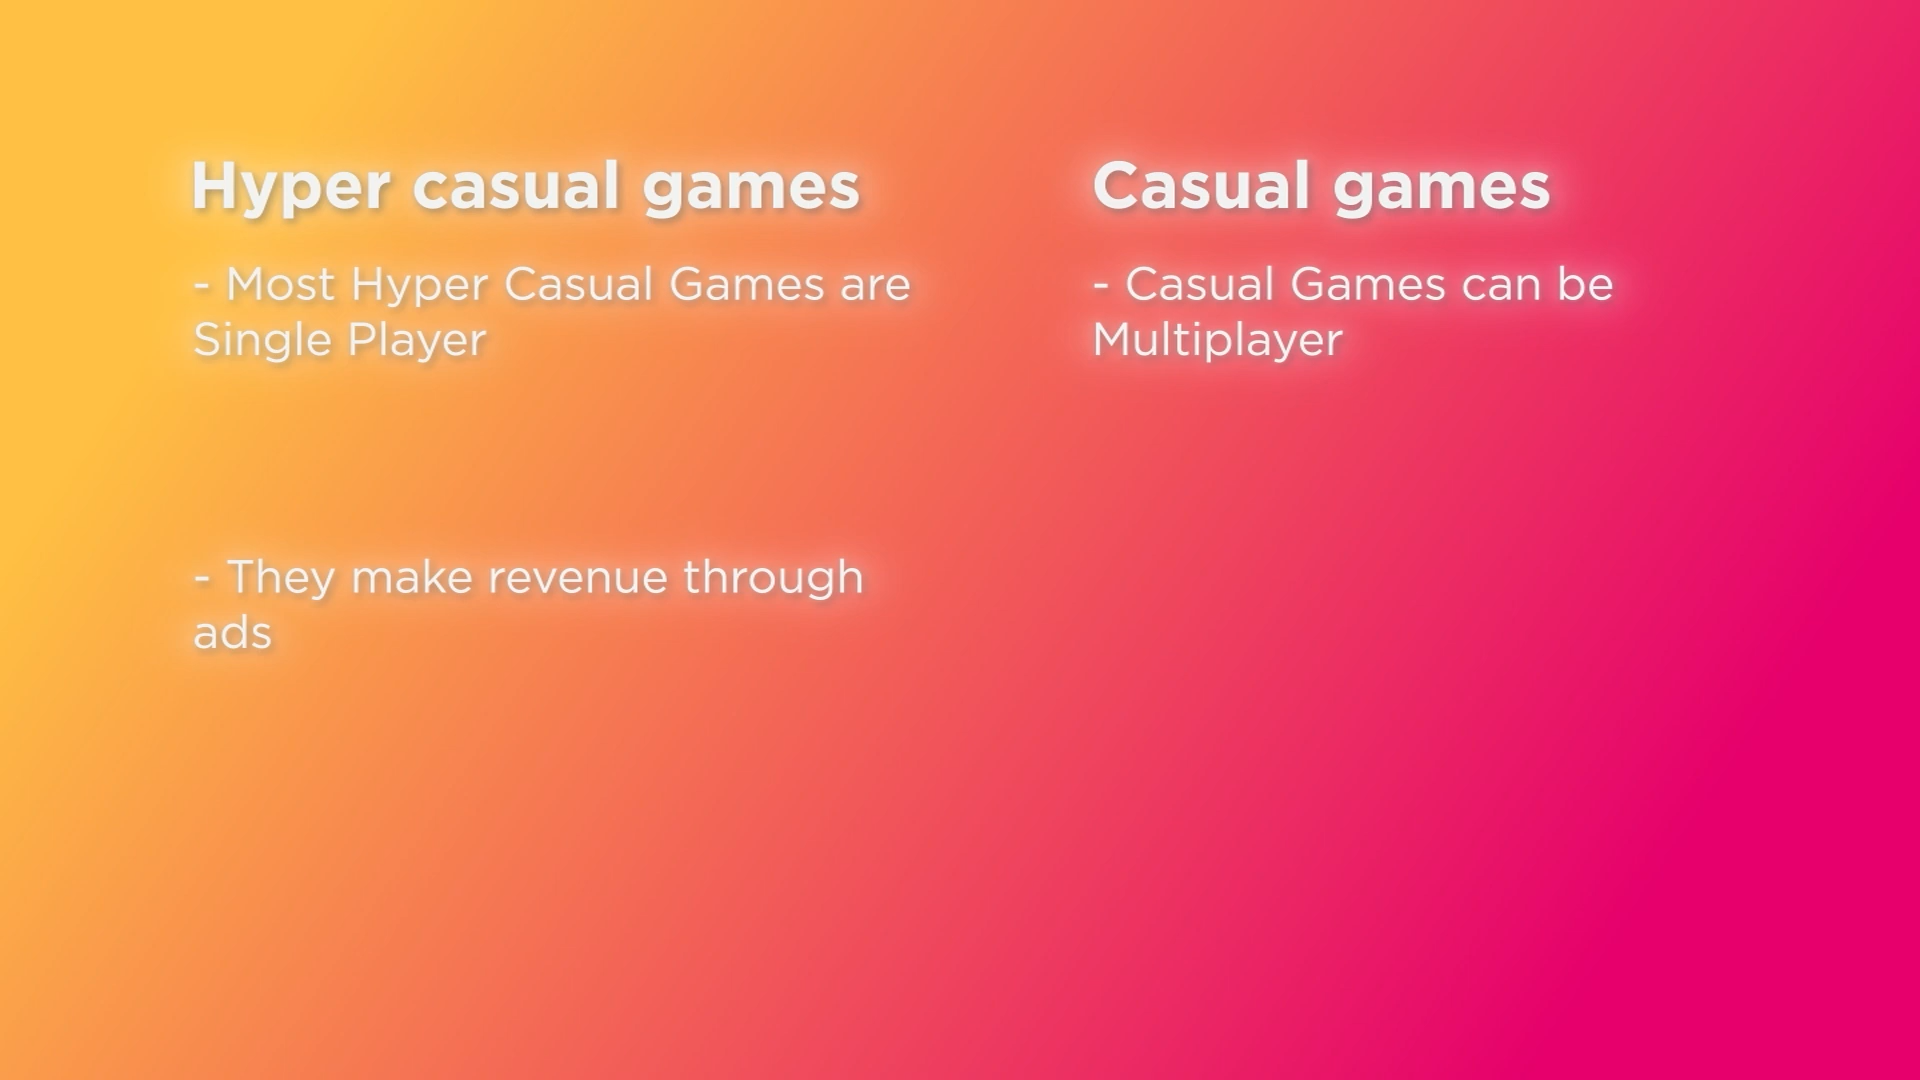 Hyper casual games
- Most Hyper Casual Games are
Single Player
- They make revenue through
ads
Casual games
- Casual Games can be
Multiplayer